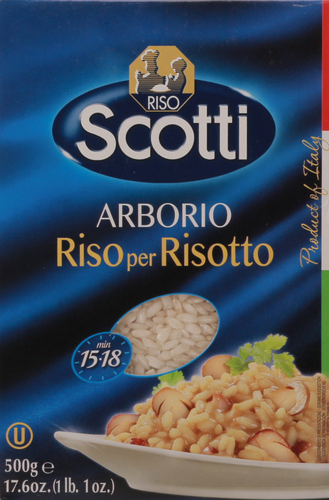 RISO
Scotti
ARBORIO
Riso per Risotto
Product of Italy
min
15-18
U
500g e
17.6oz. (1 lb. 1 oz.)